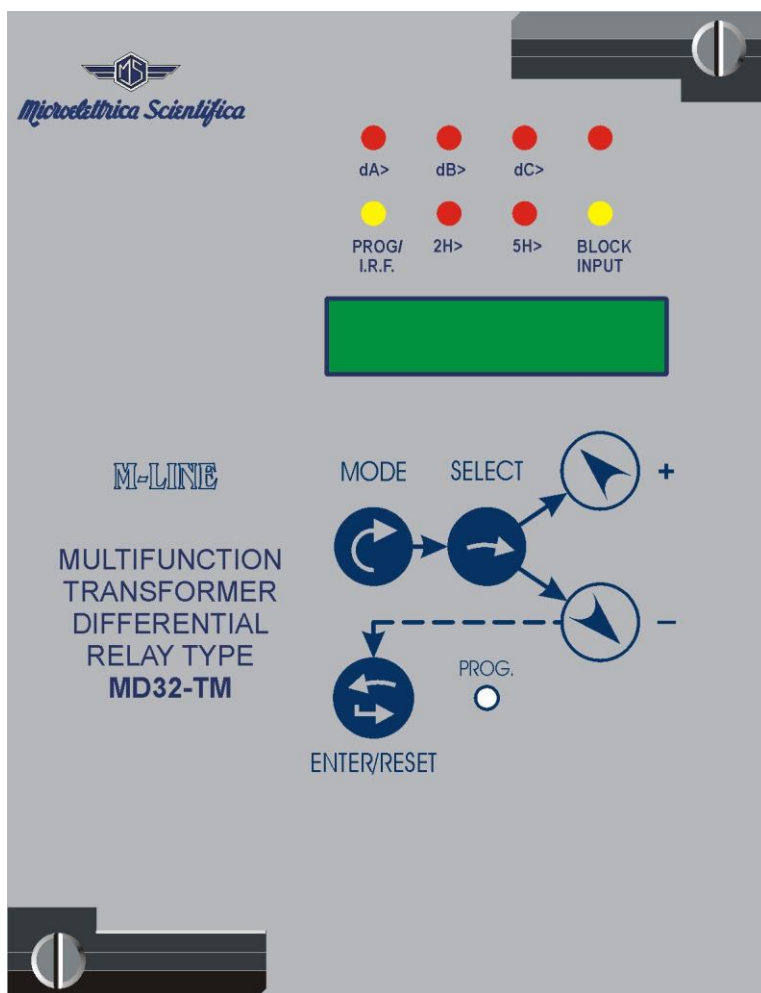 MS
Microelettrica Scientifica
dA> dB> dC>
PROG/ 2H> 5H> BLOCK
I.R.F. INPUT
M-LINE
MODE SELECT +
MULTIFUNCTION
TRANSFORMER
DIFFERENTIAL
RELAY TYPE
MD32-TM
−
PROG.
ENTER/RESET